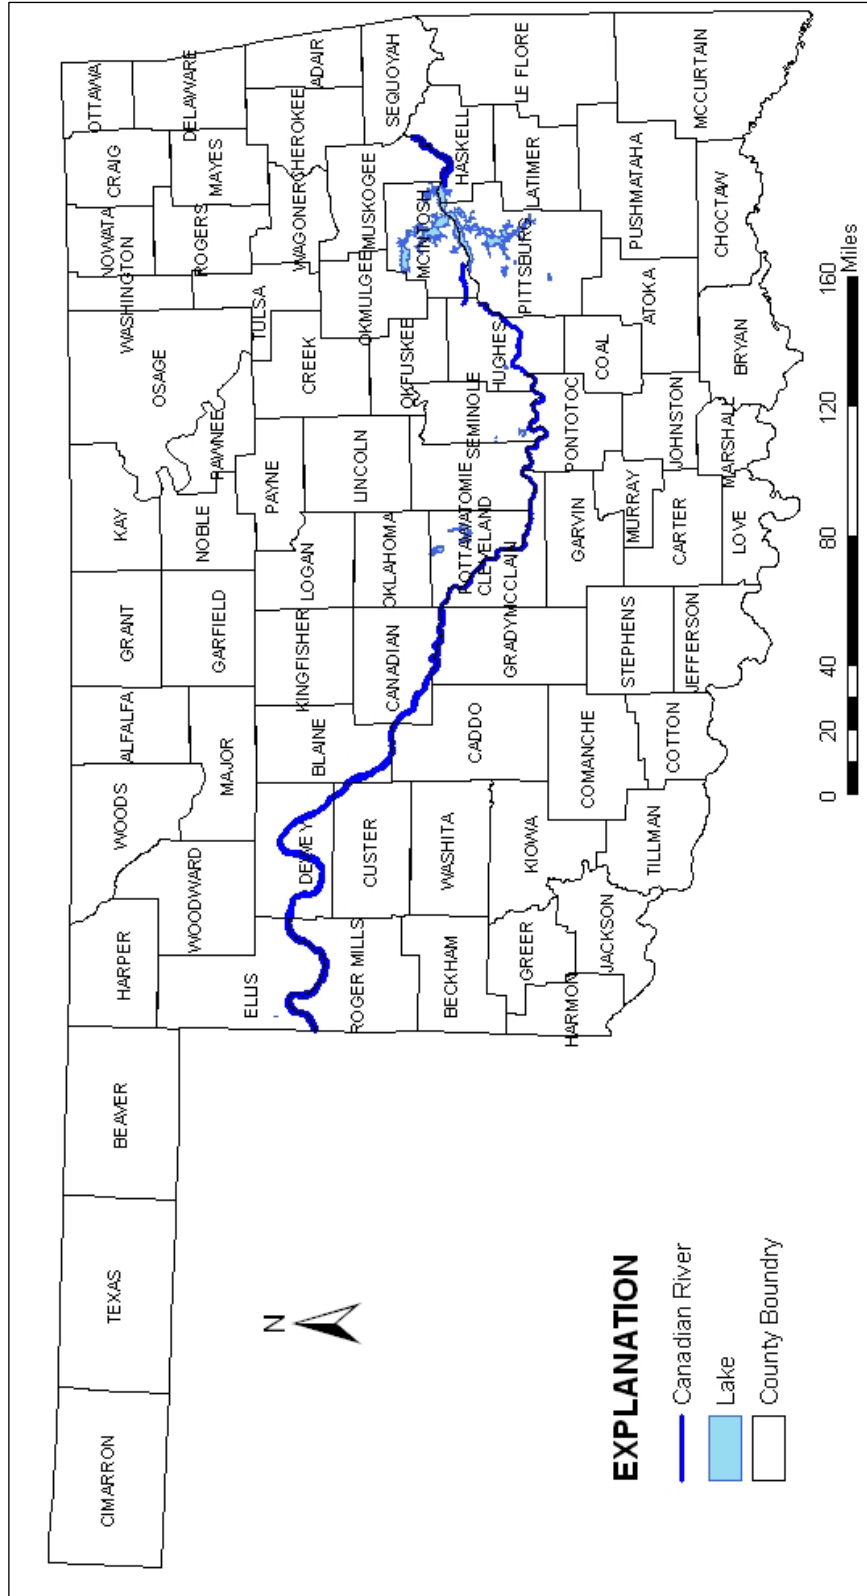 CIMARRON
TEXAS
BEAVER
HARPER
WOODS
ALFALFA
GRANT
KAY
OSAGE
WASHINGTON
NOWATA
CRAIG
OTTAWA
ELLIS
WOODWARD
MAJOR
GARFIELD
NOBLE
PAWNEE
TULSA
ROGERS
MAYES
DELAWARE
ROGER MILLS
DEWEY
BLAINE
KINGFISHER
LOGAN
PAYNE
CREEK
WAGONER
CHEROKEE
ADAIR
BECKHAM
CUSTER
WASHITA
CADDO
CANADIAN
OKLAHOMA
LINCOLN
OKFUSKEE
OKMULGEE
MUSKOGEE
SEQUOYAH
HARMON
GREER
KIOWA
GRADY
MCCLAIN
CLEVELAND
POTTAWATOMIE
SEMINOLE
HUGHES
MCINTOSH
HASKELL
JACKSON
TILLMAN
COMANCHE
COTTON
STEPHENS
GARVIN
PONTOTOC
COAL
PITTSBURG
LATIMER
LE FLORE
JEFFERSON
CARTER
MURRAY
JOHNSTON
ATOKA
PUSHMATAHA
MCCURTAIN
LOVE
MARSHALL
BRYAN
CHOCTAW
N
EXPLANATION
Canadian River
Lake
County Boundry
0 20 40 80 120 160
Miles